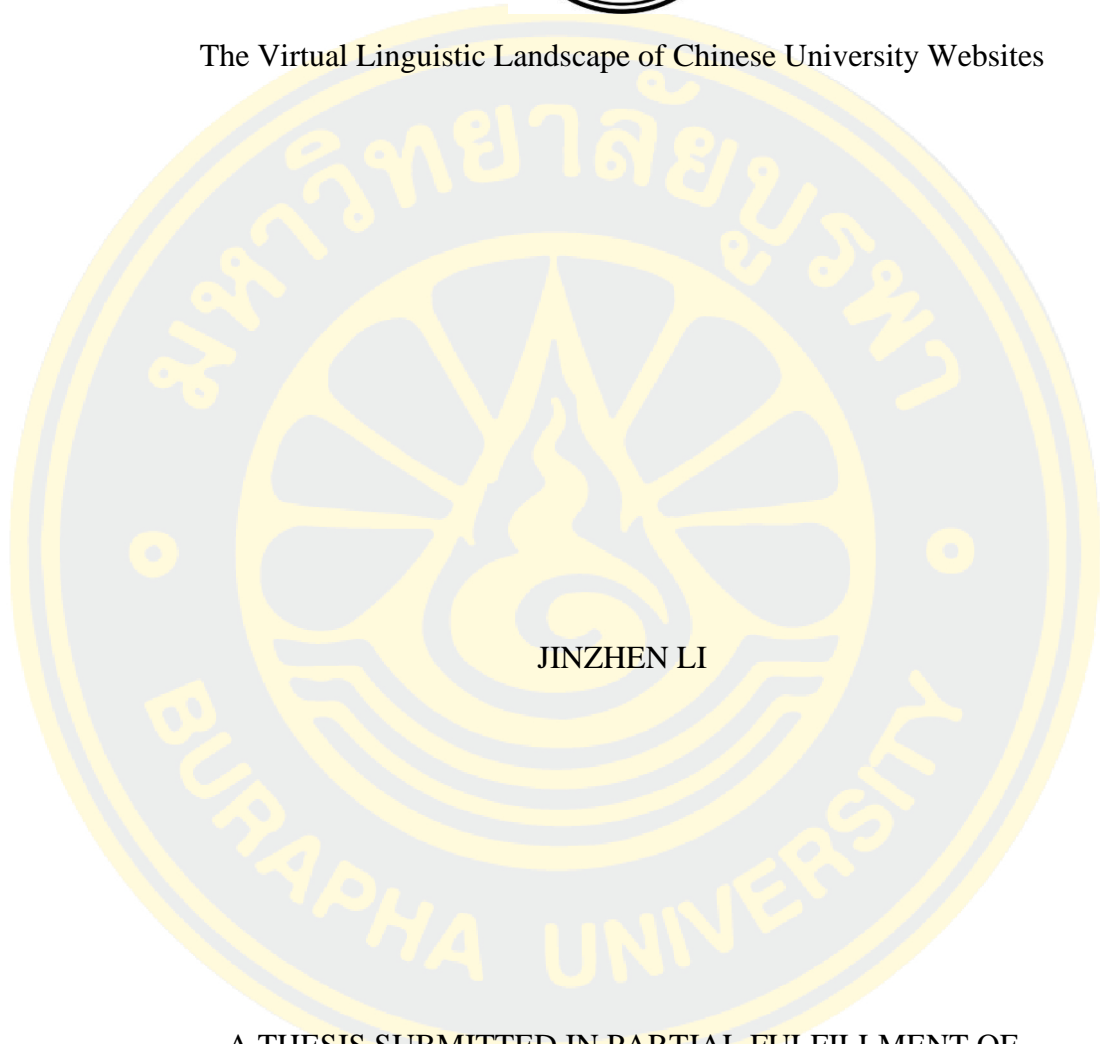 The Virtual Linguistic Landscape of Chinese University Websites
มหาวิทยาลัยบูรพา
JINZHEN LI
BURAPHA UNIVERSITY
A THESIS SUBMITTED IN PARTIAL FULFILLMENT OF